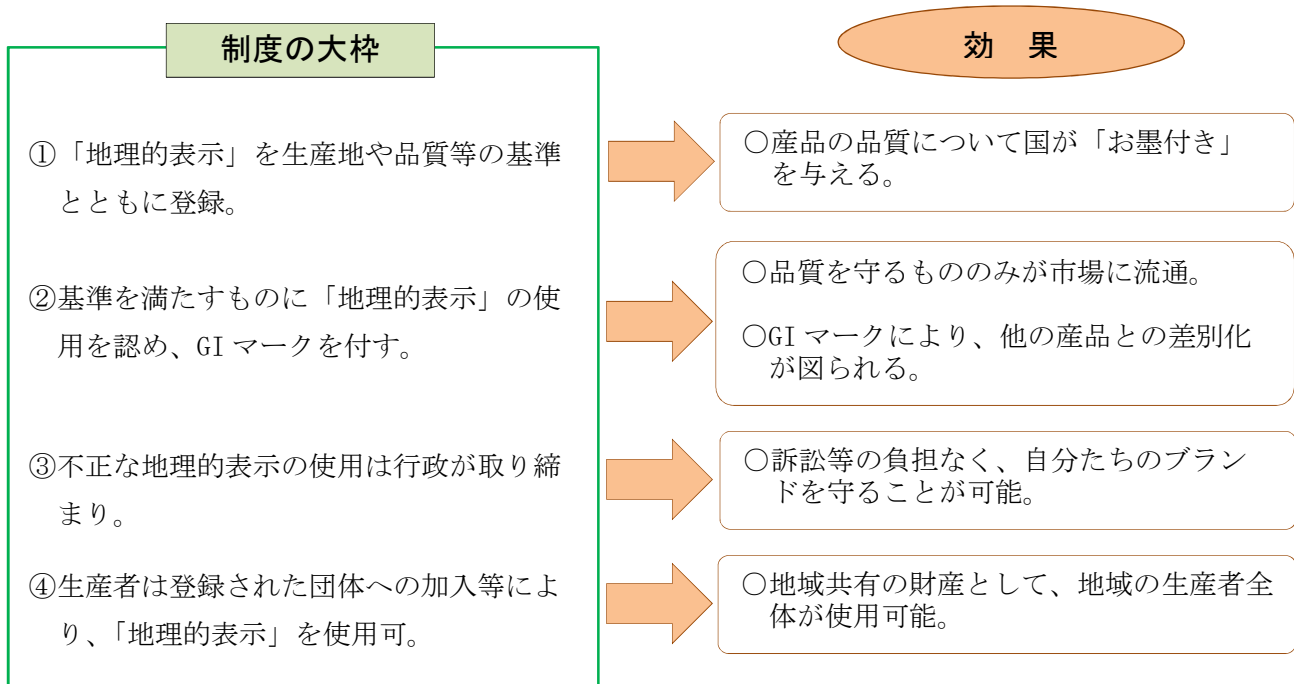 制度の大枠
効 果
①「地理的表示」を生産地や品質等の基準
とともに登録。
○産品の品質について国が「お墨付き」
を与える。
②基準を満たすものに「地理的表示」の使
用を認め、GI マークを付す。
○品質を守るもののみが市場に流通。
○GI マークにより、他の産品との差別化
が図られる。
③不正な地理的表示の使用は行政が取り締
まり。
○訴訟等の負担なく、自分たちのブラン
ドを守ることが可能。
④生産者は登録された団体への加入等によ
り、「地理的表示」を使用可。
○地域共有の財産として、地域の生産者全
体が使用可能。